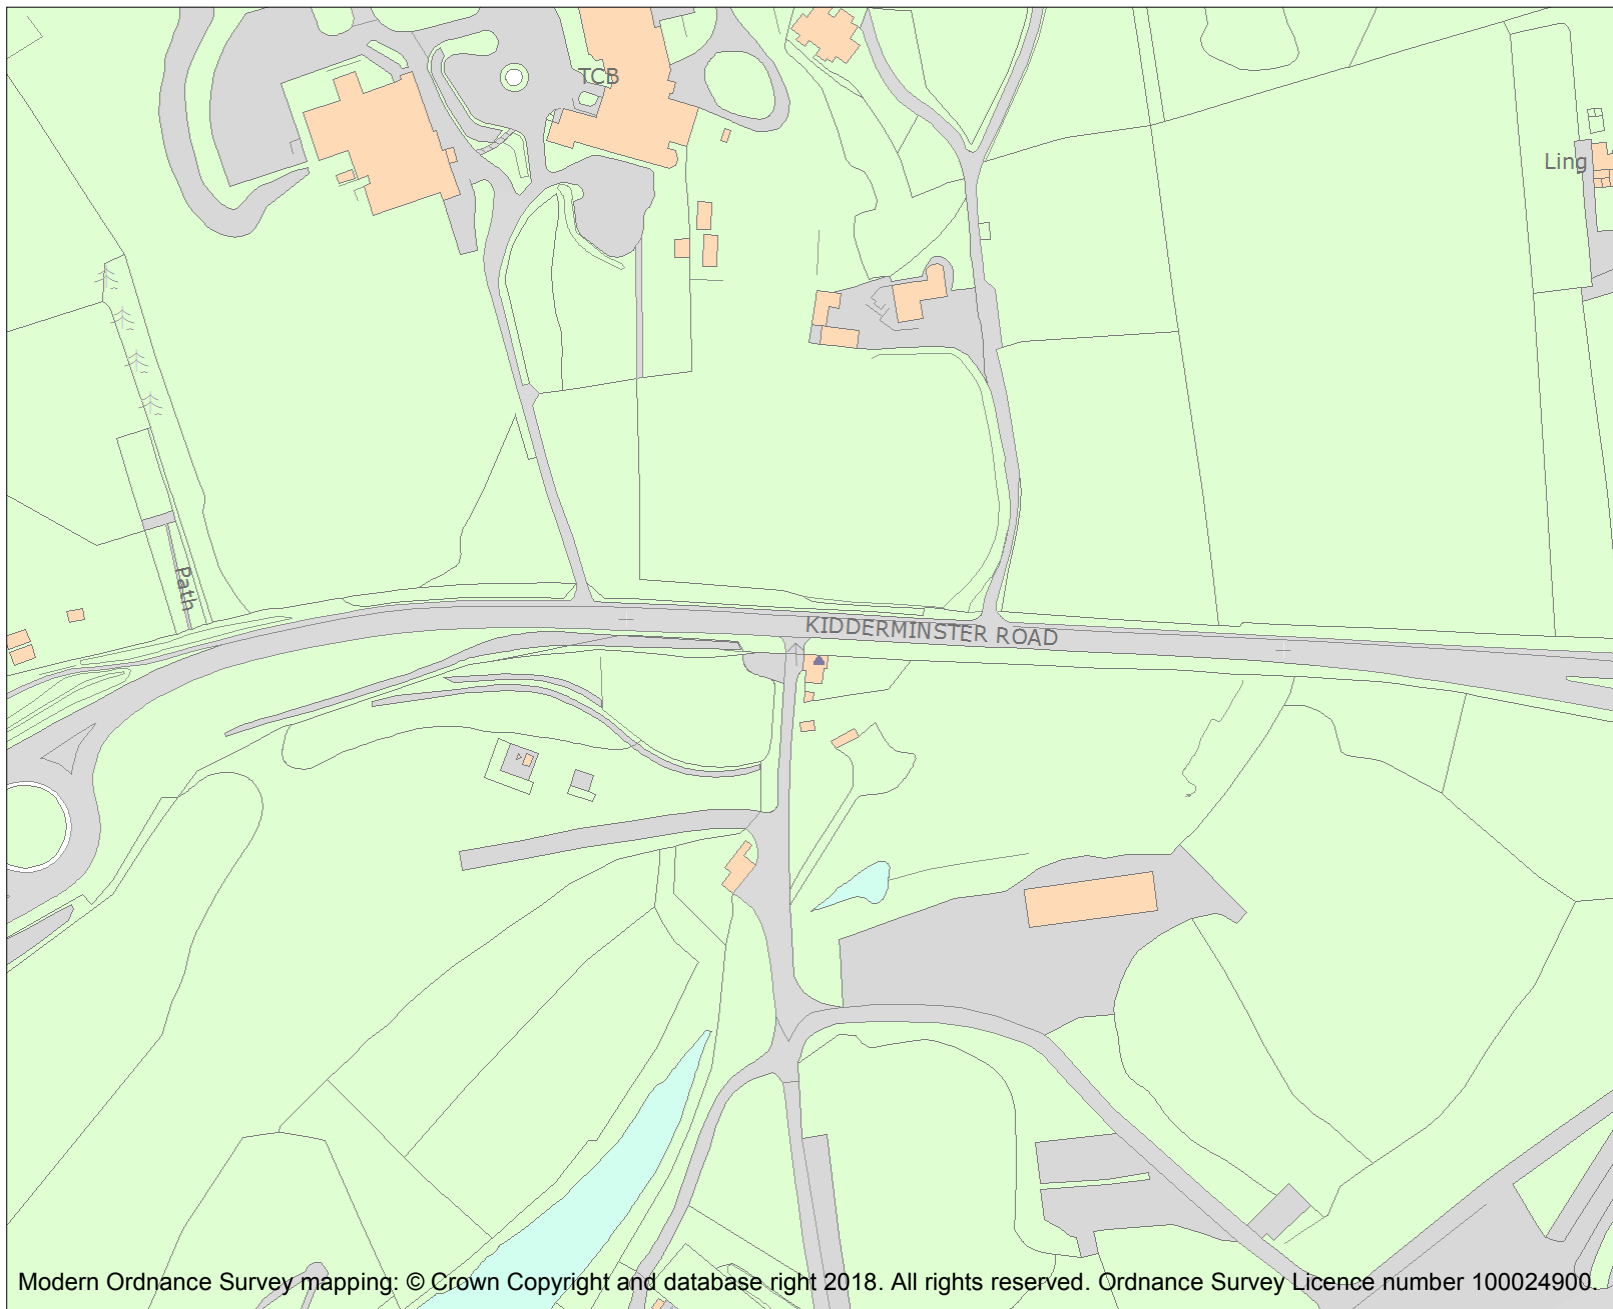 TCB
Ling
Path
KIDDERMINSTER ROAD
Modern Ordnance Survey mapping: © Crown Copyright and database right 2018. All rights reserved. Ordnance Survey Licence number 100024900.